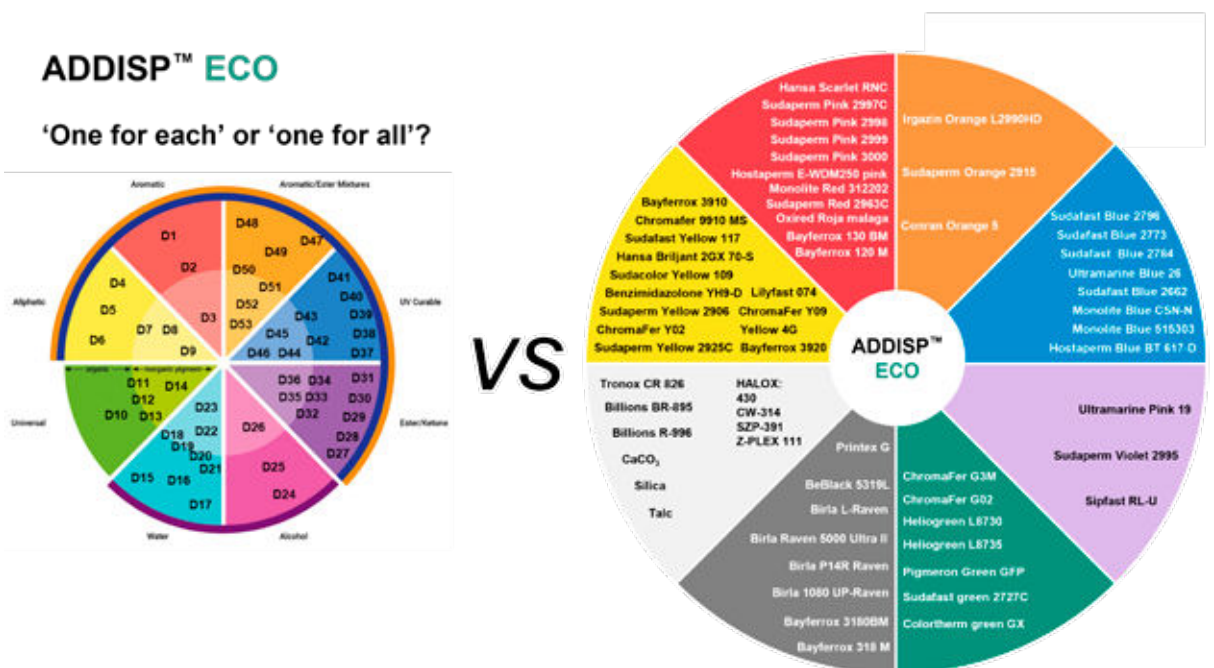 ADDISP™ ECO
'One for each' or 'one for all'?
Aromatic
Aromatic/Ester Mixtures
Aliphatic
UV Curable
Universal
Ester/Ketone
Water
Alcohol
D1
D2
D3
D48
D47
D49
D50
D51
D52
D53
D4
D5
D6
D7
D8
D9
D41
D40
D39
D38
D37
D43
D42
D45
D46
D44
organic
inorganic pigment
D11
D14
D12
D10
D13
D36
D34
D31
D35
D33
D30
D32
D29
D28
D27
D23
D22
D18
D19
D20
D21
D15
D16
D17
D26
D25
D24
VS
Hansa Scarlet RNC
Sudaperm Pink 2997C
Sudaperm Pink 2998
Sudaperm Pink 2999
Sudaperm Pink 3000
Hostaperm E-WOM250 pink
Monolite Red 312202
Sudaperm Red 2963C
Oxired Roja malaga
Bayferrox 130 BM
Bayferrox 120 M
Irgazin Orange L2990HD
Sudaperm Orange 2915
Conran Orange 5
Bayferrox 3910
Chromafer 9910 MS
Sudafast Yellow 117
Hansa Briljant 2GX 70-S
Sudacolor Yellow 109
Benzimidazolone YH9-D
Lilyfast 074
Sudaperm Yellow 2906
ChromaFer Y09
ChromaFer Y02
Yellow 4G
Sudaperm Yellow 2925C
Bayferrox 3920
Sudafast Blue 2796
Sudafast Blue 2773
Sudafast Blue 2784
Ultramarine Blue 26
Sudafast Blue 2662
Monolite Blue CSN-N
Monolite Blue 515303
Hostaperm Blue BT 617-D
ADDISP™
ECO
Tronox CR 826
Billions BR-895
Billions R-996
CaCO₃
Silica
Talc
HALOX:
430
CW-314
SZP-391
Z-PLEX 111
Ultramarine Pink 19
Sudaperm Violet 2995
Sipfast RL-U
Printex G
BeBlack 5319L
Birla L-Raven
Birla Raven 5000 Ultra II
Birla P14R Raven
Birla 1080 UP-Raven
Bayferrox 3180BM
Bayferrox 318 M
ChromaFer G3M
ChromaFer G02
Heliogreen L8730
Heliogreen L8735
Pigmeron Green GFP
Sudafast green 2727C
Colortherm green GX